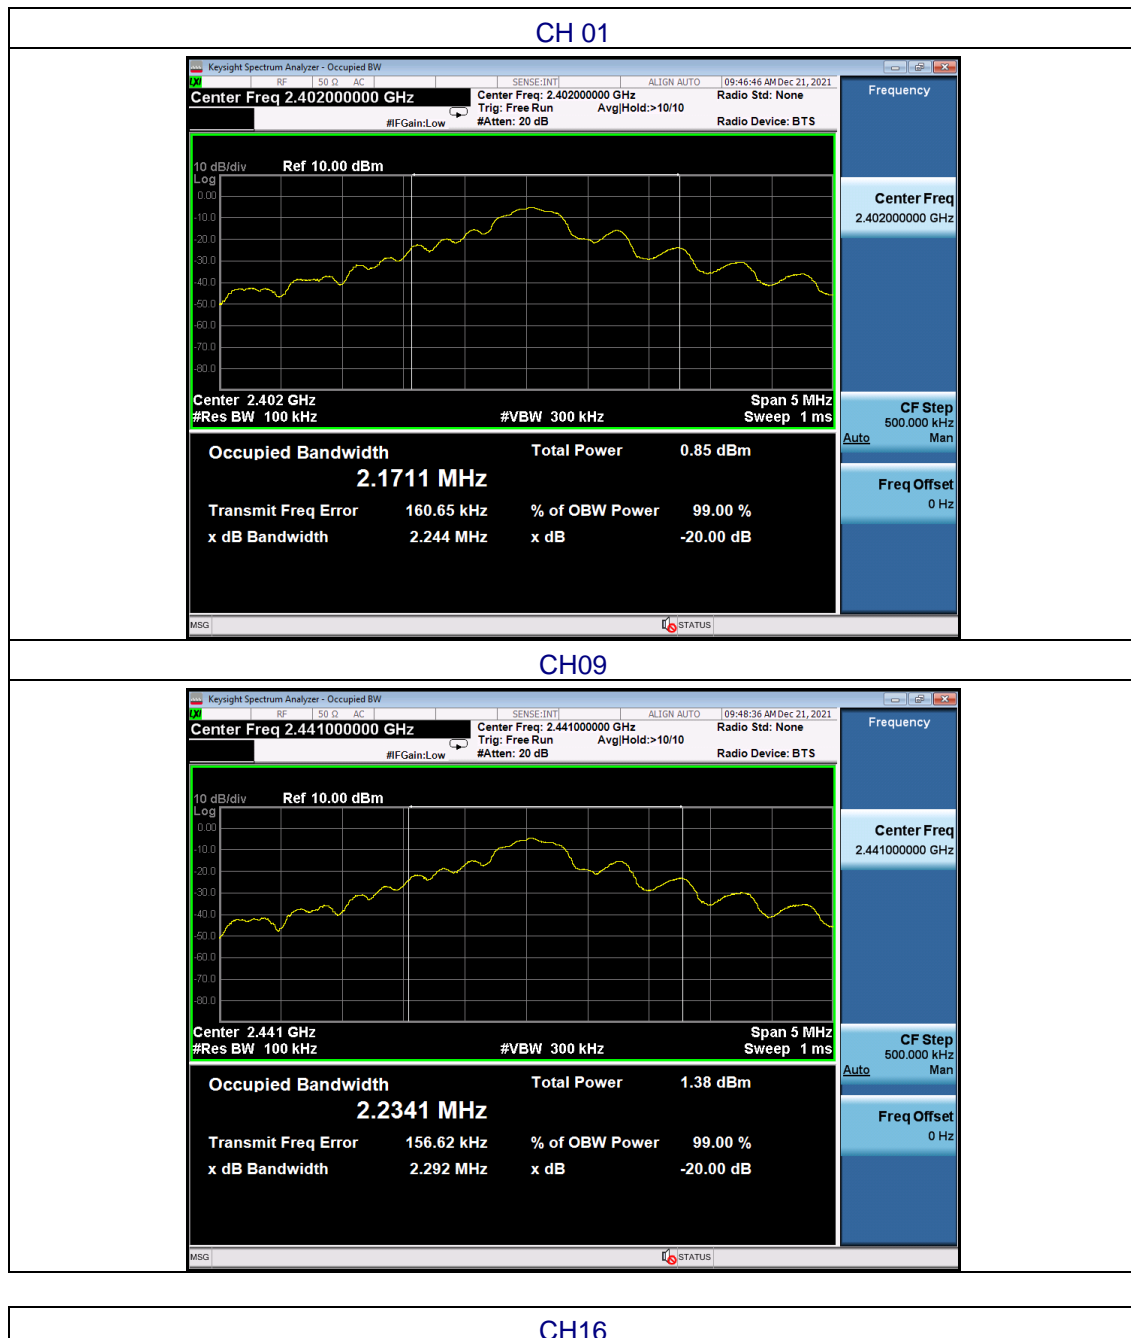 CH 01
Keysight Spectrum Analyzer - Occupied BW
LXI RF 50 Ω AC SENSE:INT ALIGN AUTO 09:46:46 AM Dec 21, 2021
Center Freq 2.402000000 GHz Center Freq: 2.402000000 GHz Radio Std: None Frequency
Trig: Free Run Avg|Hold:>10/10
#IFGain:Low #Atten: 20 dB Radio Device: BTS
10 dB/div Ref 10.00 dBm
Log
0.00
-10.0
-20.0
-30.0
-40.0
-50.0
-60.0
-70.0
-80.0
Center Freq
2.402000000 GHz
Center 2.402 GHz Span 5 MHz
#Res BW 100 kHz #VBW 300 kHz Sweep 1 ms
CF Step
500.000 kHz
Auto Man
Occupied Bandwidth Total Power 0.85 dBm
2.1711 MHz
Freq Offset
0 Hz
Transmit Freq Error 160.65 kHz % of OBW Power 99.00 %
x dB Bandwidth 2.244 MHz x dB -20.00 dB
MSG STATUS
CH09
Keysight Spectrum Analyzer - Occupied BW
LXI RF 50 Ω AC SENSE:INT ALIGN AUTO 09:48:36 AM Dec 21, 2021
Center Freq 2.441000000 GHz Center Freq: 2.441000000 GHz Radio Std: None Frequency
Trig: Free Run Avg|Hold:>10/10
#IFGain:Low #Atten: 20 dB Radio Device: BTS
10 dB/div Ref 10.00 dBm
Log
0.00
-10.0
-20.0
-30.0
-40.0
-50.0
-60.0
-70.0
-80.0
Center Freq
2.441000000 GHz
Center 2.441 GHz Span 5 MHz
#Res BW 100 kHz #VBW 300 kHz Sweep 1 ms
CF Step
500.000 kHz
Auto Man
Occupied Bandwidth Total Power 1.38 dBm
2.2341 MHz
Freq Offset
0 Hz
Transmit Freq Error 156.62 kHz % of OBW Power 99.00 %
x dB Bandwidth 2.292 MHz x dB -20.00 dB
MSG STATUS
CH16